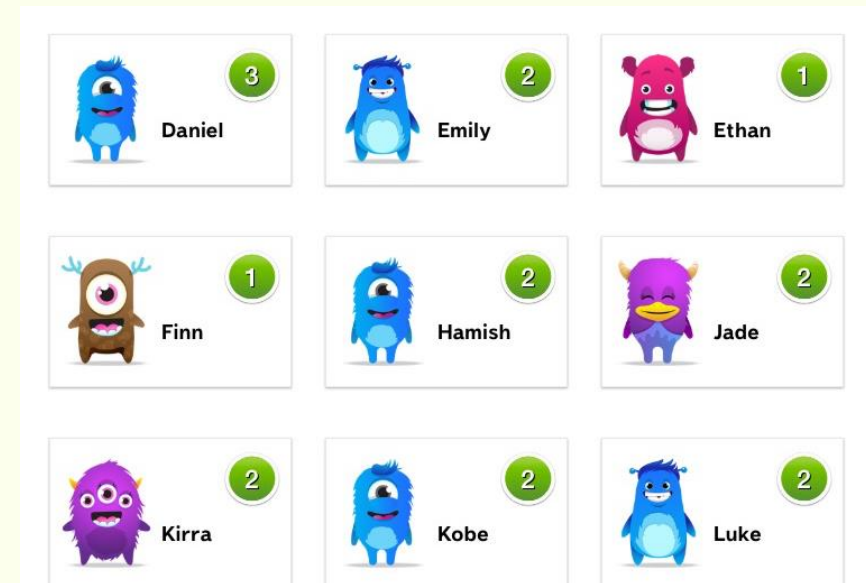 3 2 1
Daniel Emily Ethan
1 2 2
Finn Hamish Jade
2 2 2
Kirra Kobe Luke